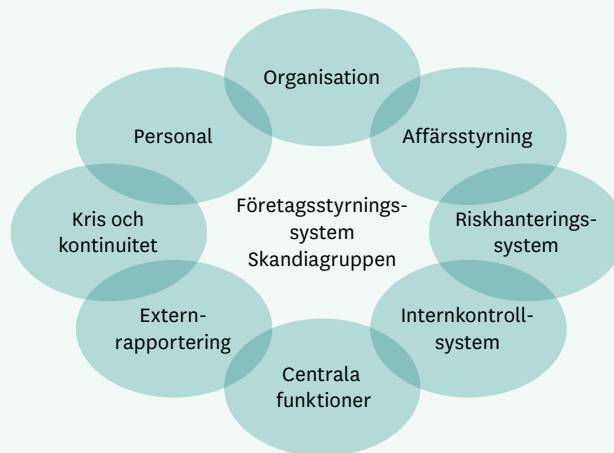 Organisation
Personal
Affärsstyrning
Kris och
kontinuitet
Företagsstyrnings-
system
Skandiagruppen
Riskhanterings-
system
Extern-
rapportering
Internkontroll-
system
Centrala
funktioner